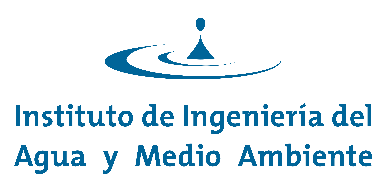 Instituto de Ingeniería del
Agua y Medio Ambiente